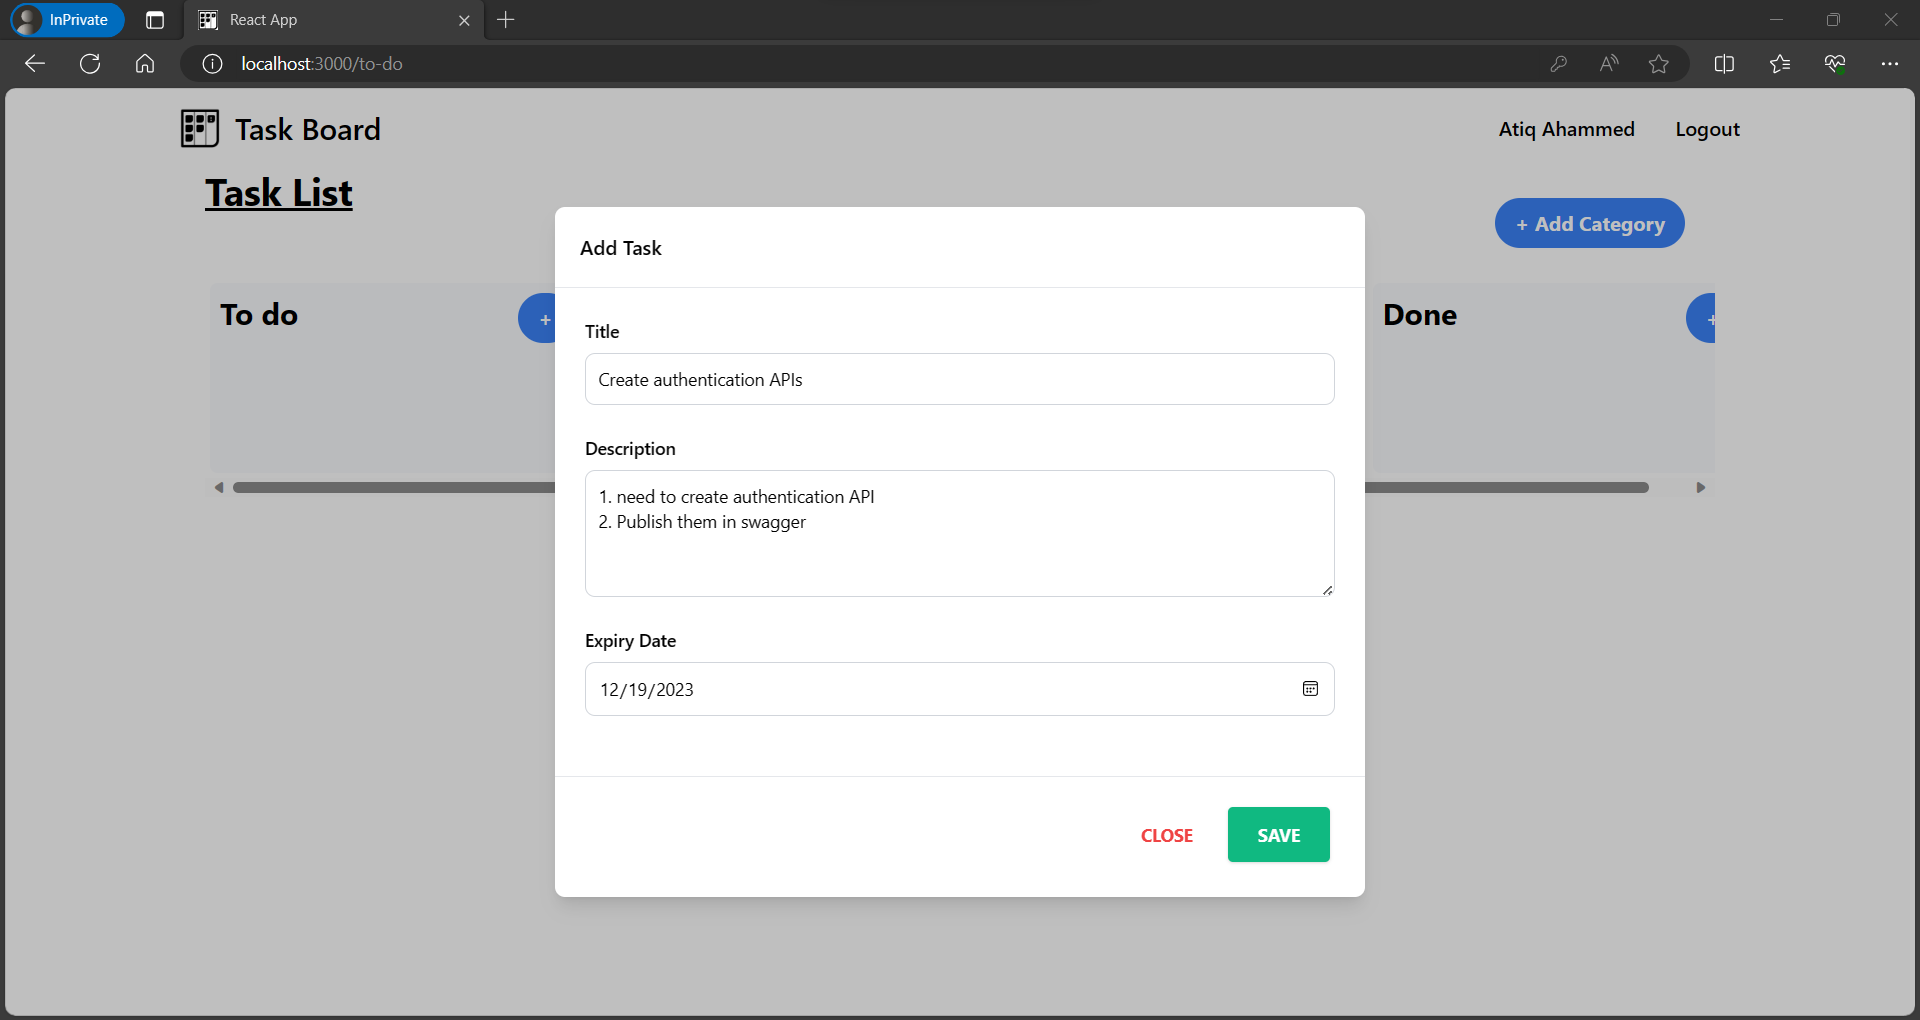 InPrivate
React App
localhost:3000/to-do
Task Board
Atiq Ahammed
Logout
Task List
+ Add Category
To do
+
Done
+
Add Task
Title
Create authentication APIs
Description
1. need to create authentication API
2. Publish them in swagger
Expiry Date
12/19/2023
CLOSE
SAVE